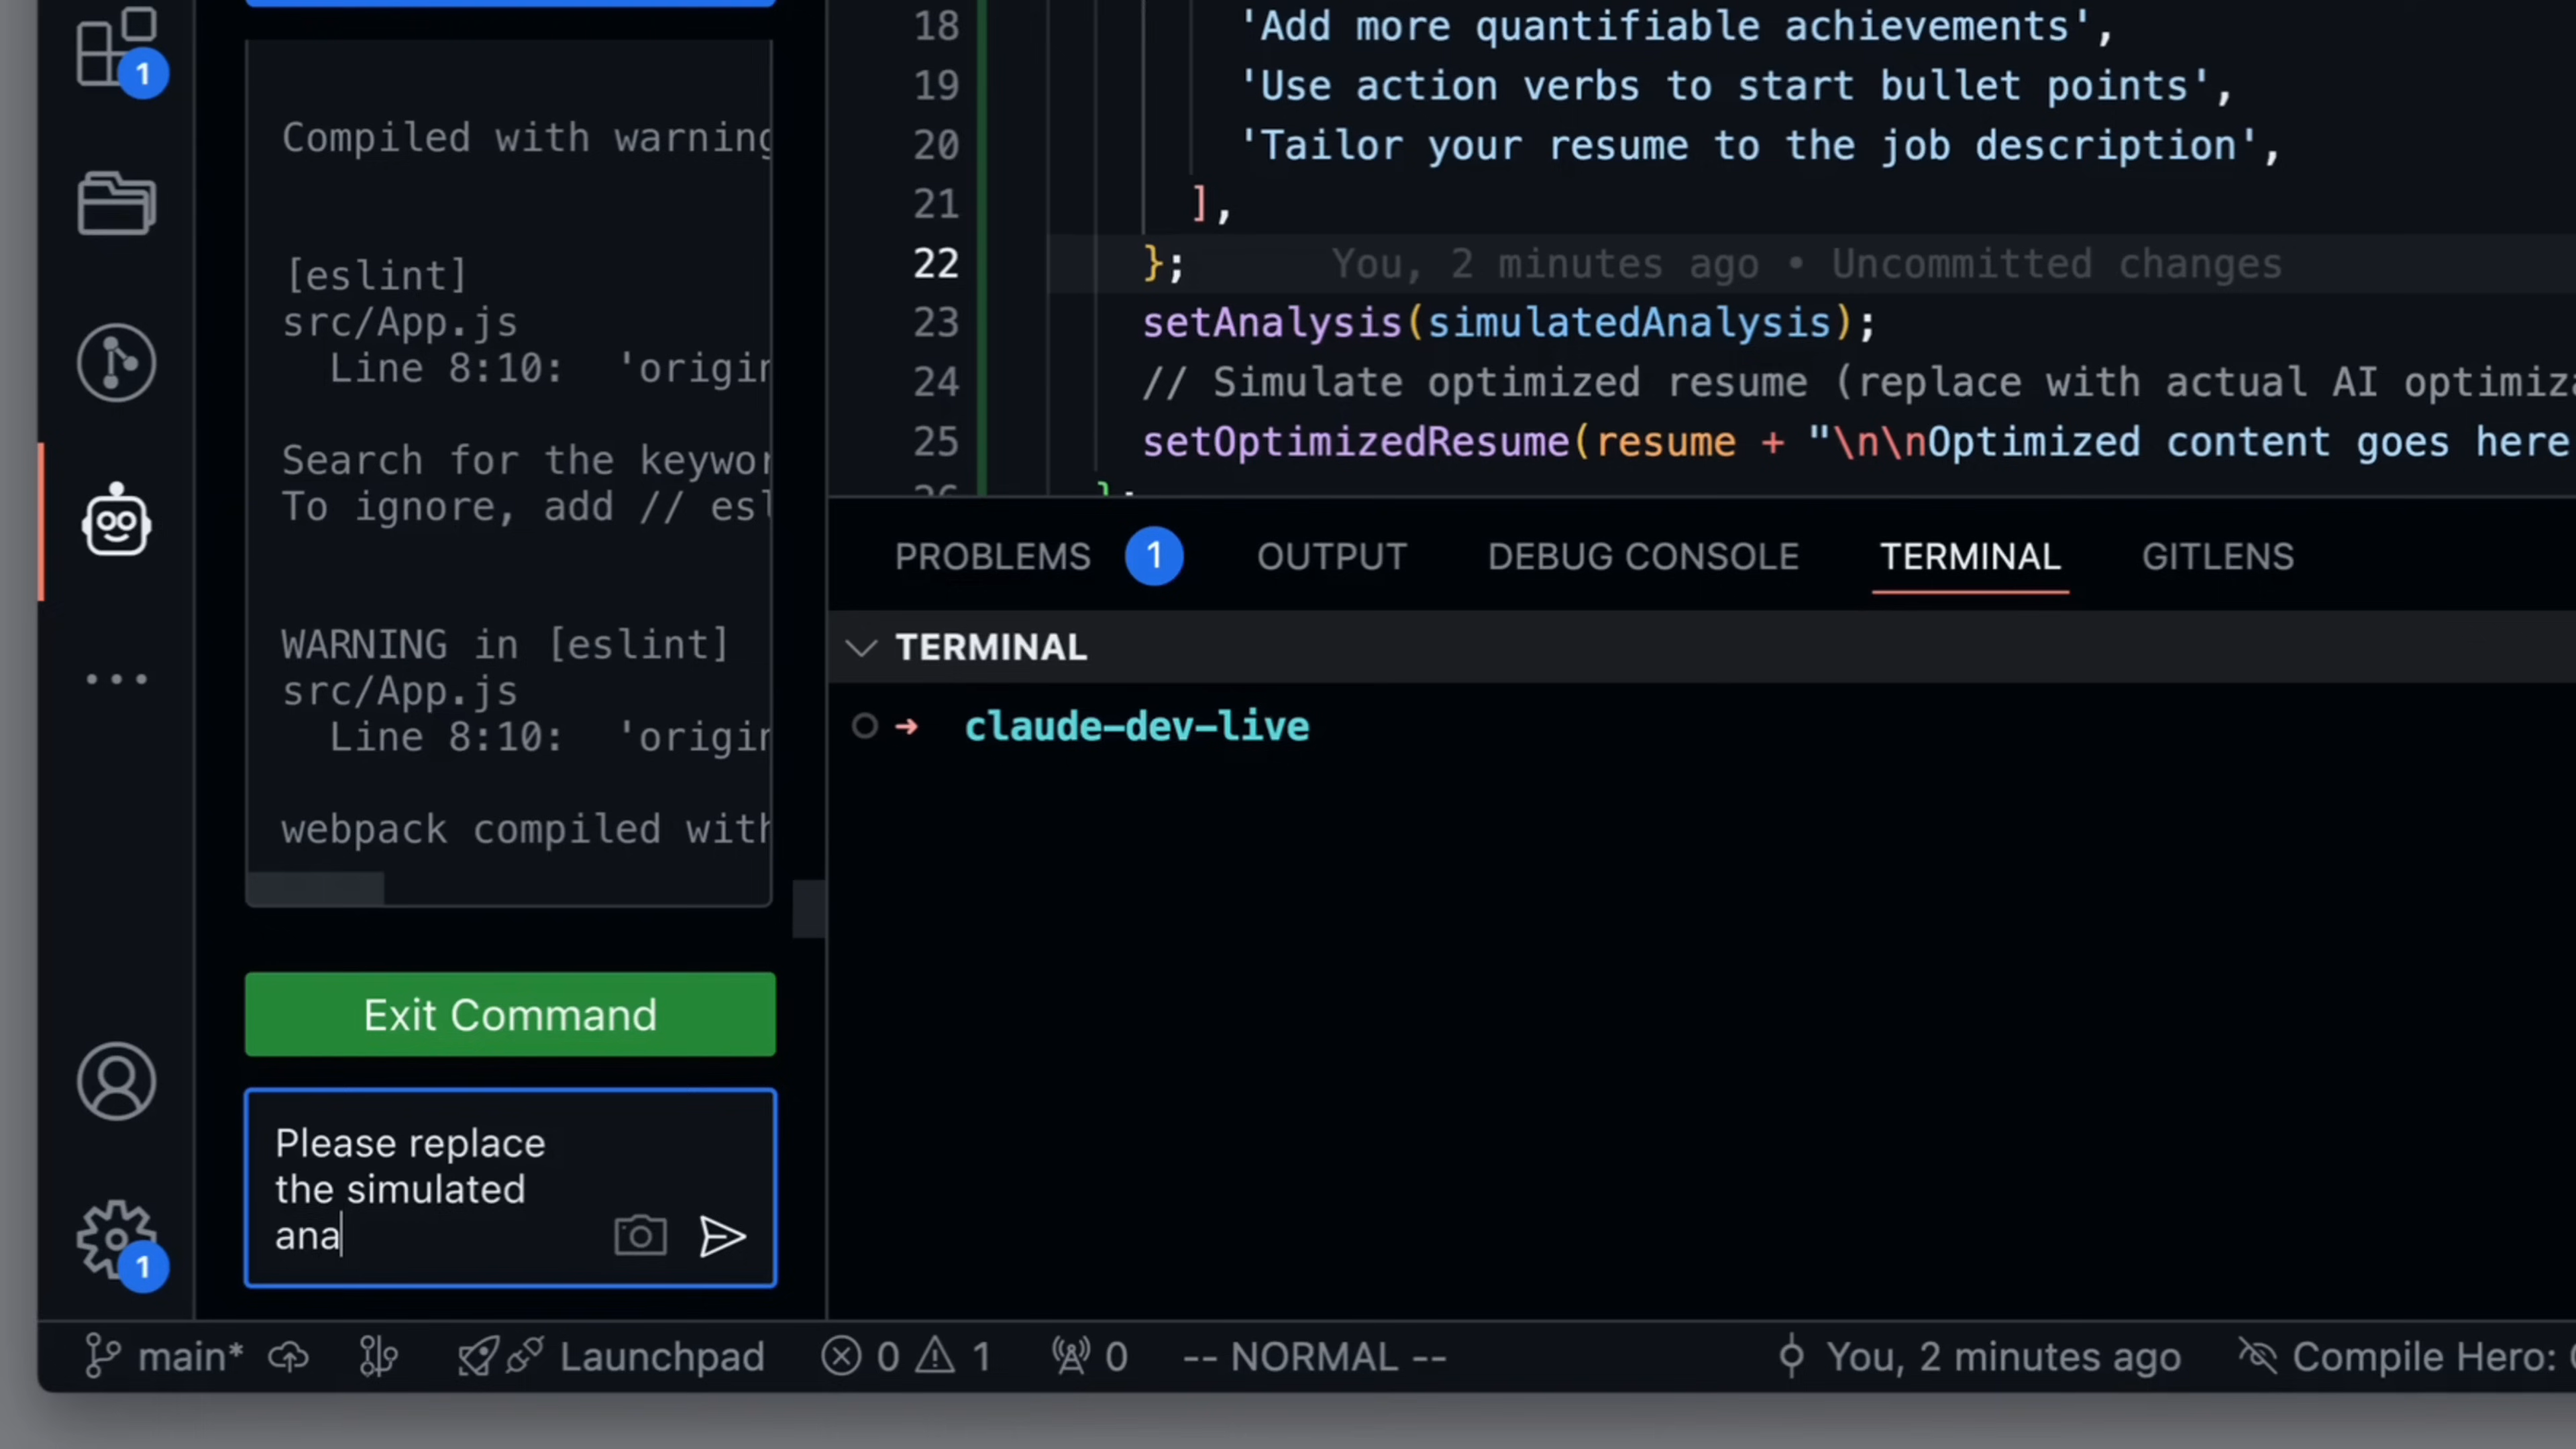 1
Compiled with warning
[eslint]
src/App.js
Line 8:10: 'origin
Search for the keywor
To ignore, add // esl
WARNING in [eslint]
src/App.js
Line 8:10: 'origin
webpack compiled with
Exit Command
Please replace
the simulated
ana
1
18 'Add more quantifiable achievements',
19 'Use action verbs to start bullet points',
20 'Tailor your resume to the job description',
21 ],
22 }; You, 2 minutes ago • Uncommitted changes
23 setAnalysis(simulatedAnalysis);
24 // Simulate optimized resume (replace with actual AI optimiza
25 setOptimizedResume(resume + "\n\nOptimized content goes here
26 };
PROBLEMS 1 OUTPUT DEBUG CONSOLE TERMINAL GITLENS
TERMINAL
➜ claude-dev-live
main* Launchpad 0 1 0 -- NORMAL -- You, 2 minutes ago Compile Hero: